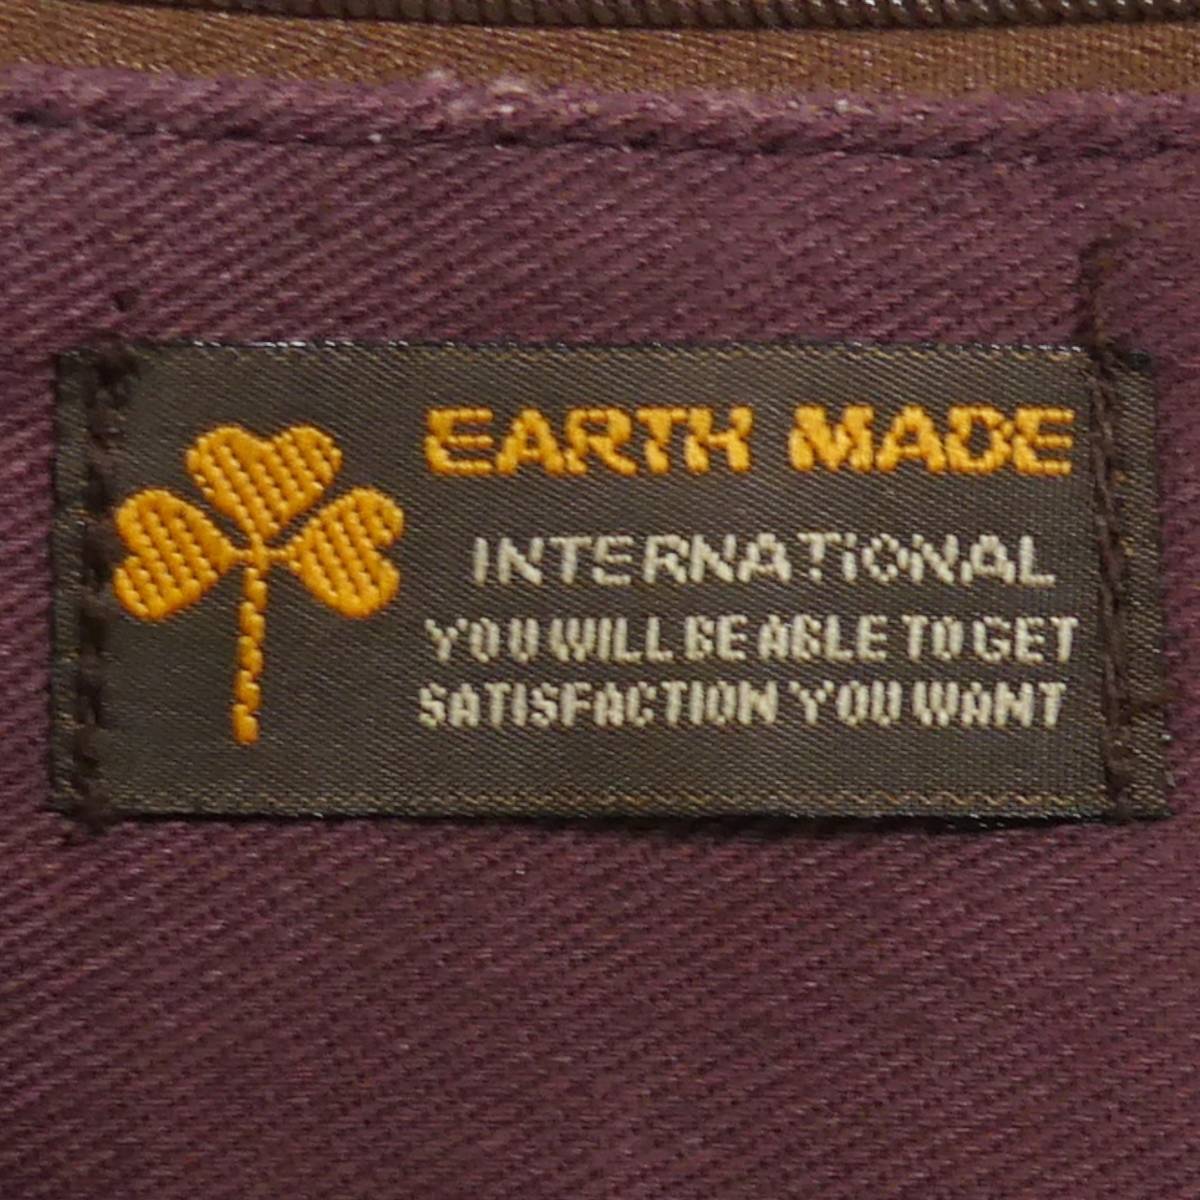 EARTH MADE
INTERNATIONAL
YOU WILL BE ABLE TO GET
SATISFACTION YOU WANT